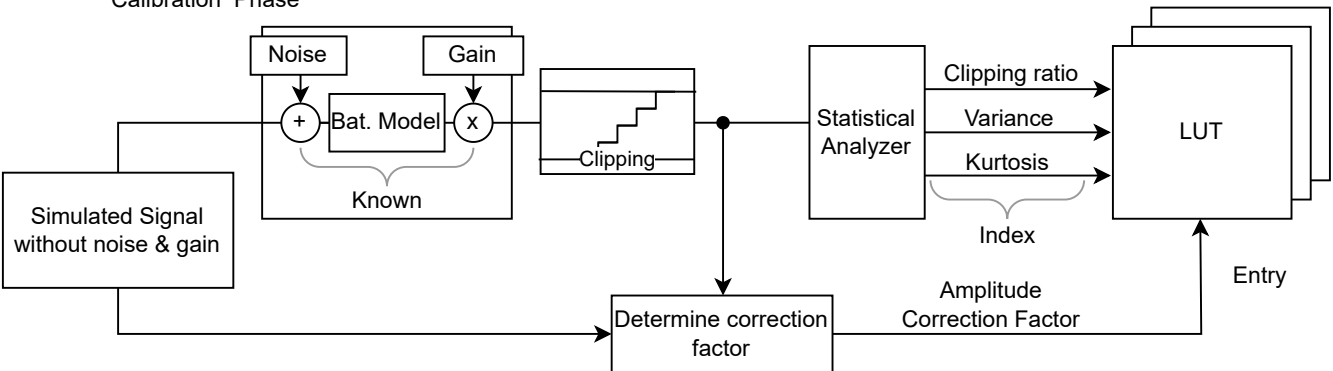 Calibration Phase
Noise
Gain
+
Bat. Model
x
Known
Clipping
Simulated Signal
without noise & gain
Statistical
Analyzer
Clipping ratio
Variance
Kurtosis
Index
LUT
Entry
Amplitude
Correction Factor
Determine correction
factor